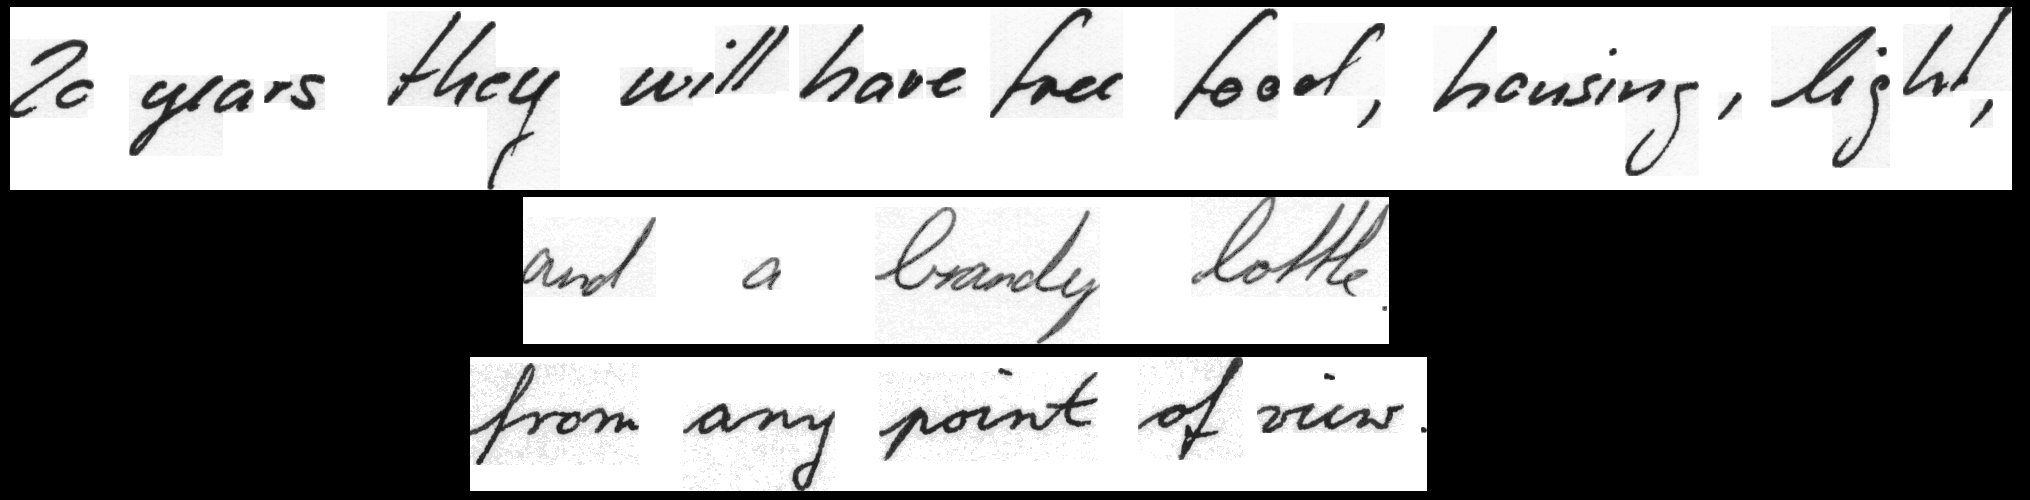 20 years they will have free food, housing, light,
and a brandy bottle.
from any point of view.